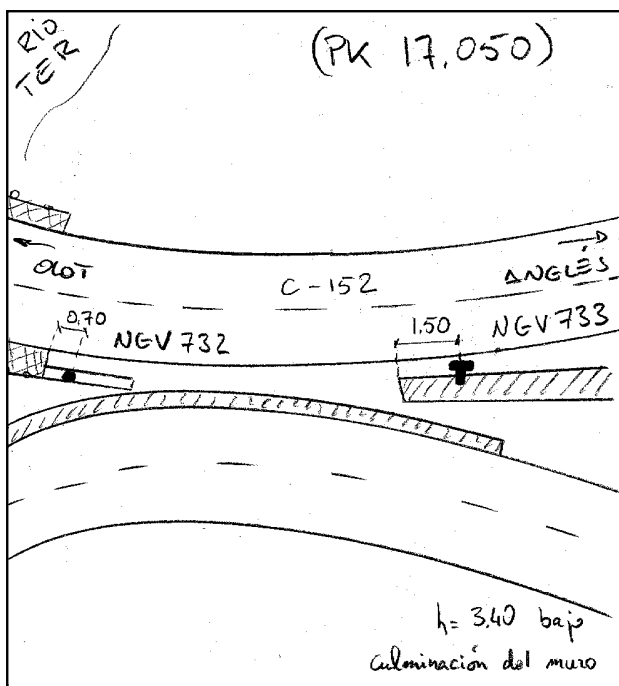 RIO
TER
(PK 17,050)
OLOT
ANGLÉS
C-152
0,70
1.50
NGV 732
NGV 733
h= 3.40 bajo
culminación del muro